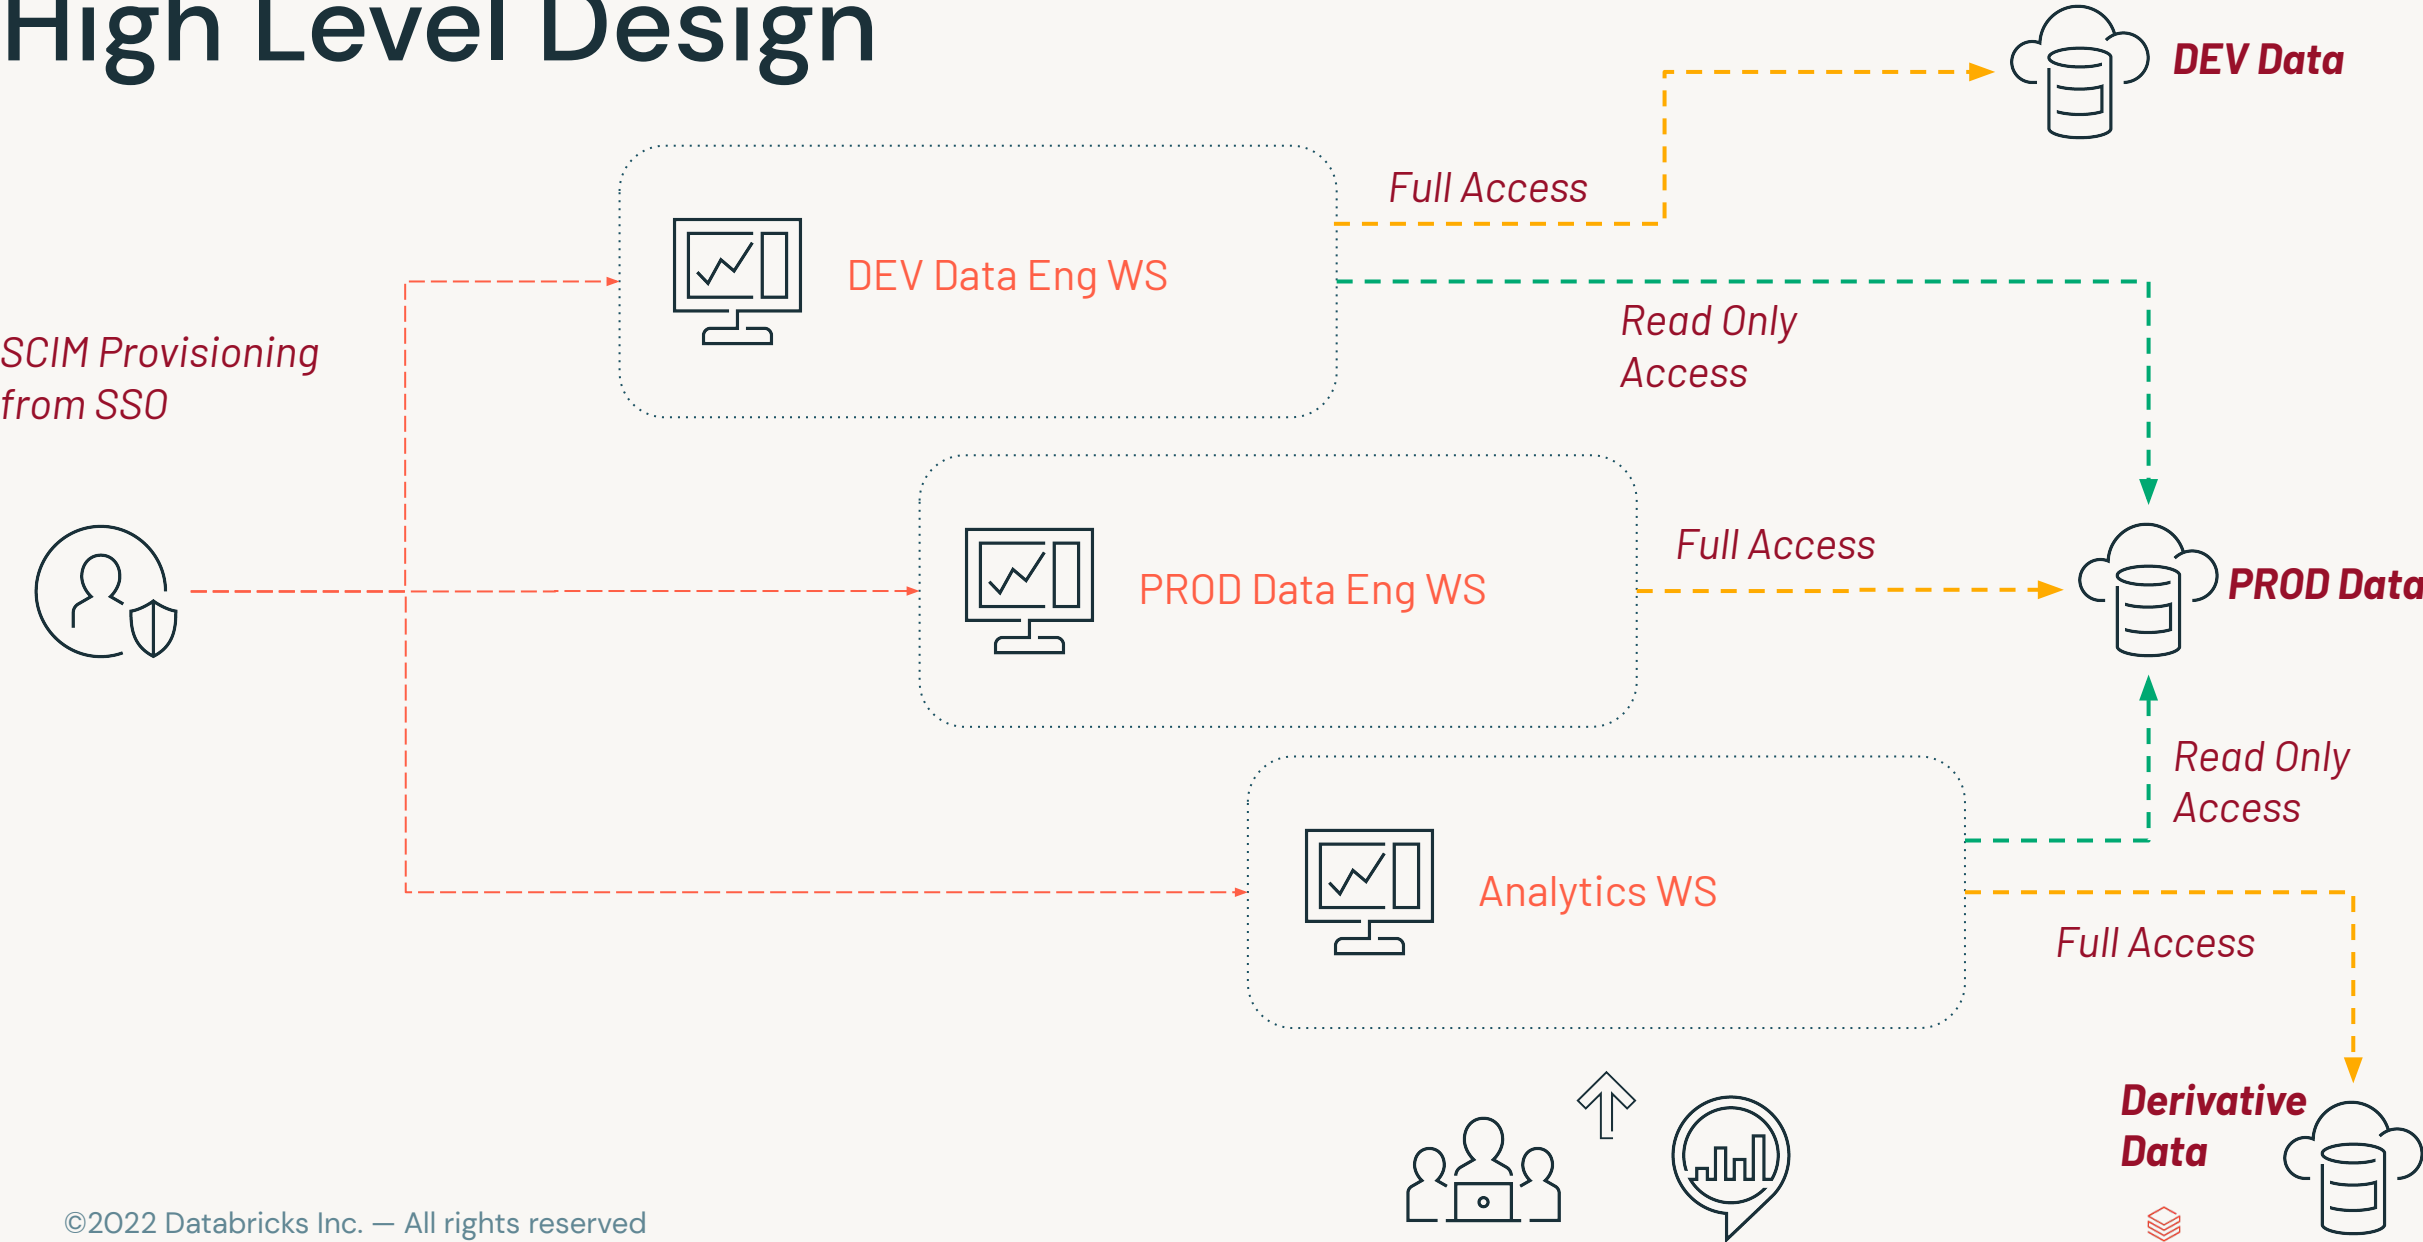 High Level Design
DEV Data
Full Access
DEV Data Eng WS
Read Only
Access
SCIM Provisioning
from SSO
Full Access
PROD Data Eng WS
PROD Data
Read Only
Access
Analytics WS
Full Access
Derivative
Data
©2022 Databricks Inc. — All rights reserved